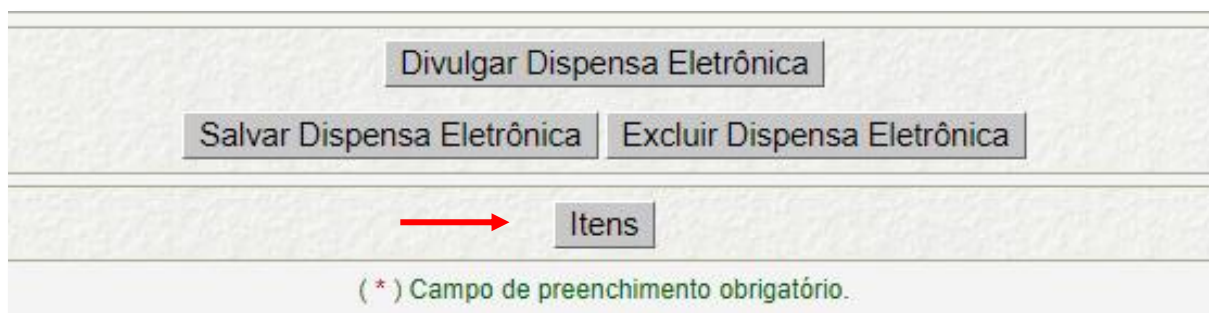 Divulgar Dispensa Eletrônica
Salvar Dispensa Eletrônica Excluir Dispensa Eletrônica
Itens
( * ) Campo de preenchimento obrigatório.